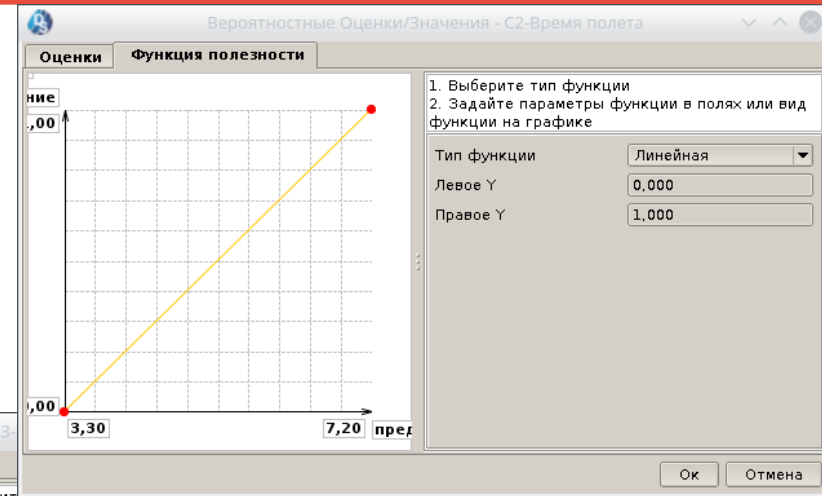 Вероятностные Оценки/Значения - C2-Время полета
Оценки
Функция полезности
ние
,00
,00
3,30
7,20
пред
1. Выберите тип функции
2. Задайте параметры функции в полях или вид
функции на графике
Тип функции
Линейная
Левое Y
0,000
Правое Y
1,000
Ок
Отмена